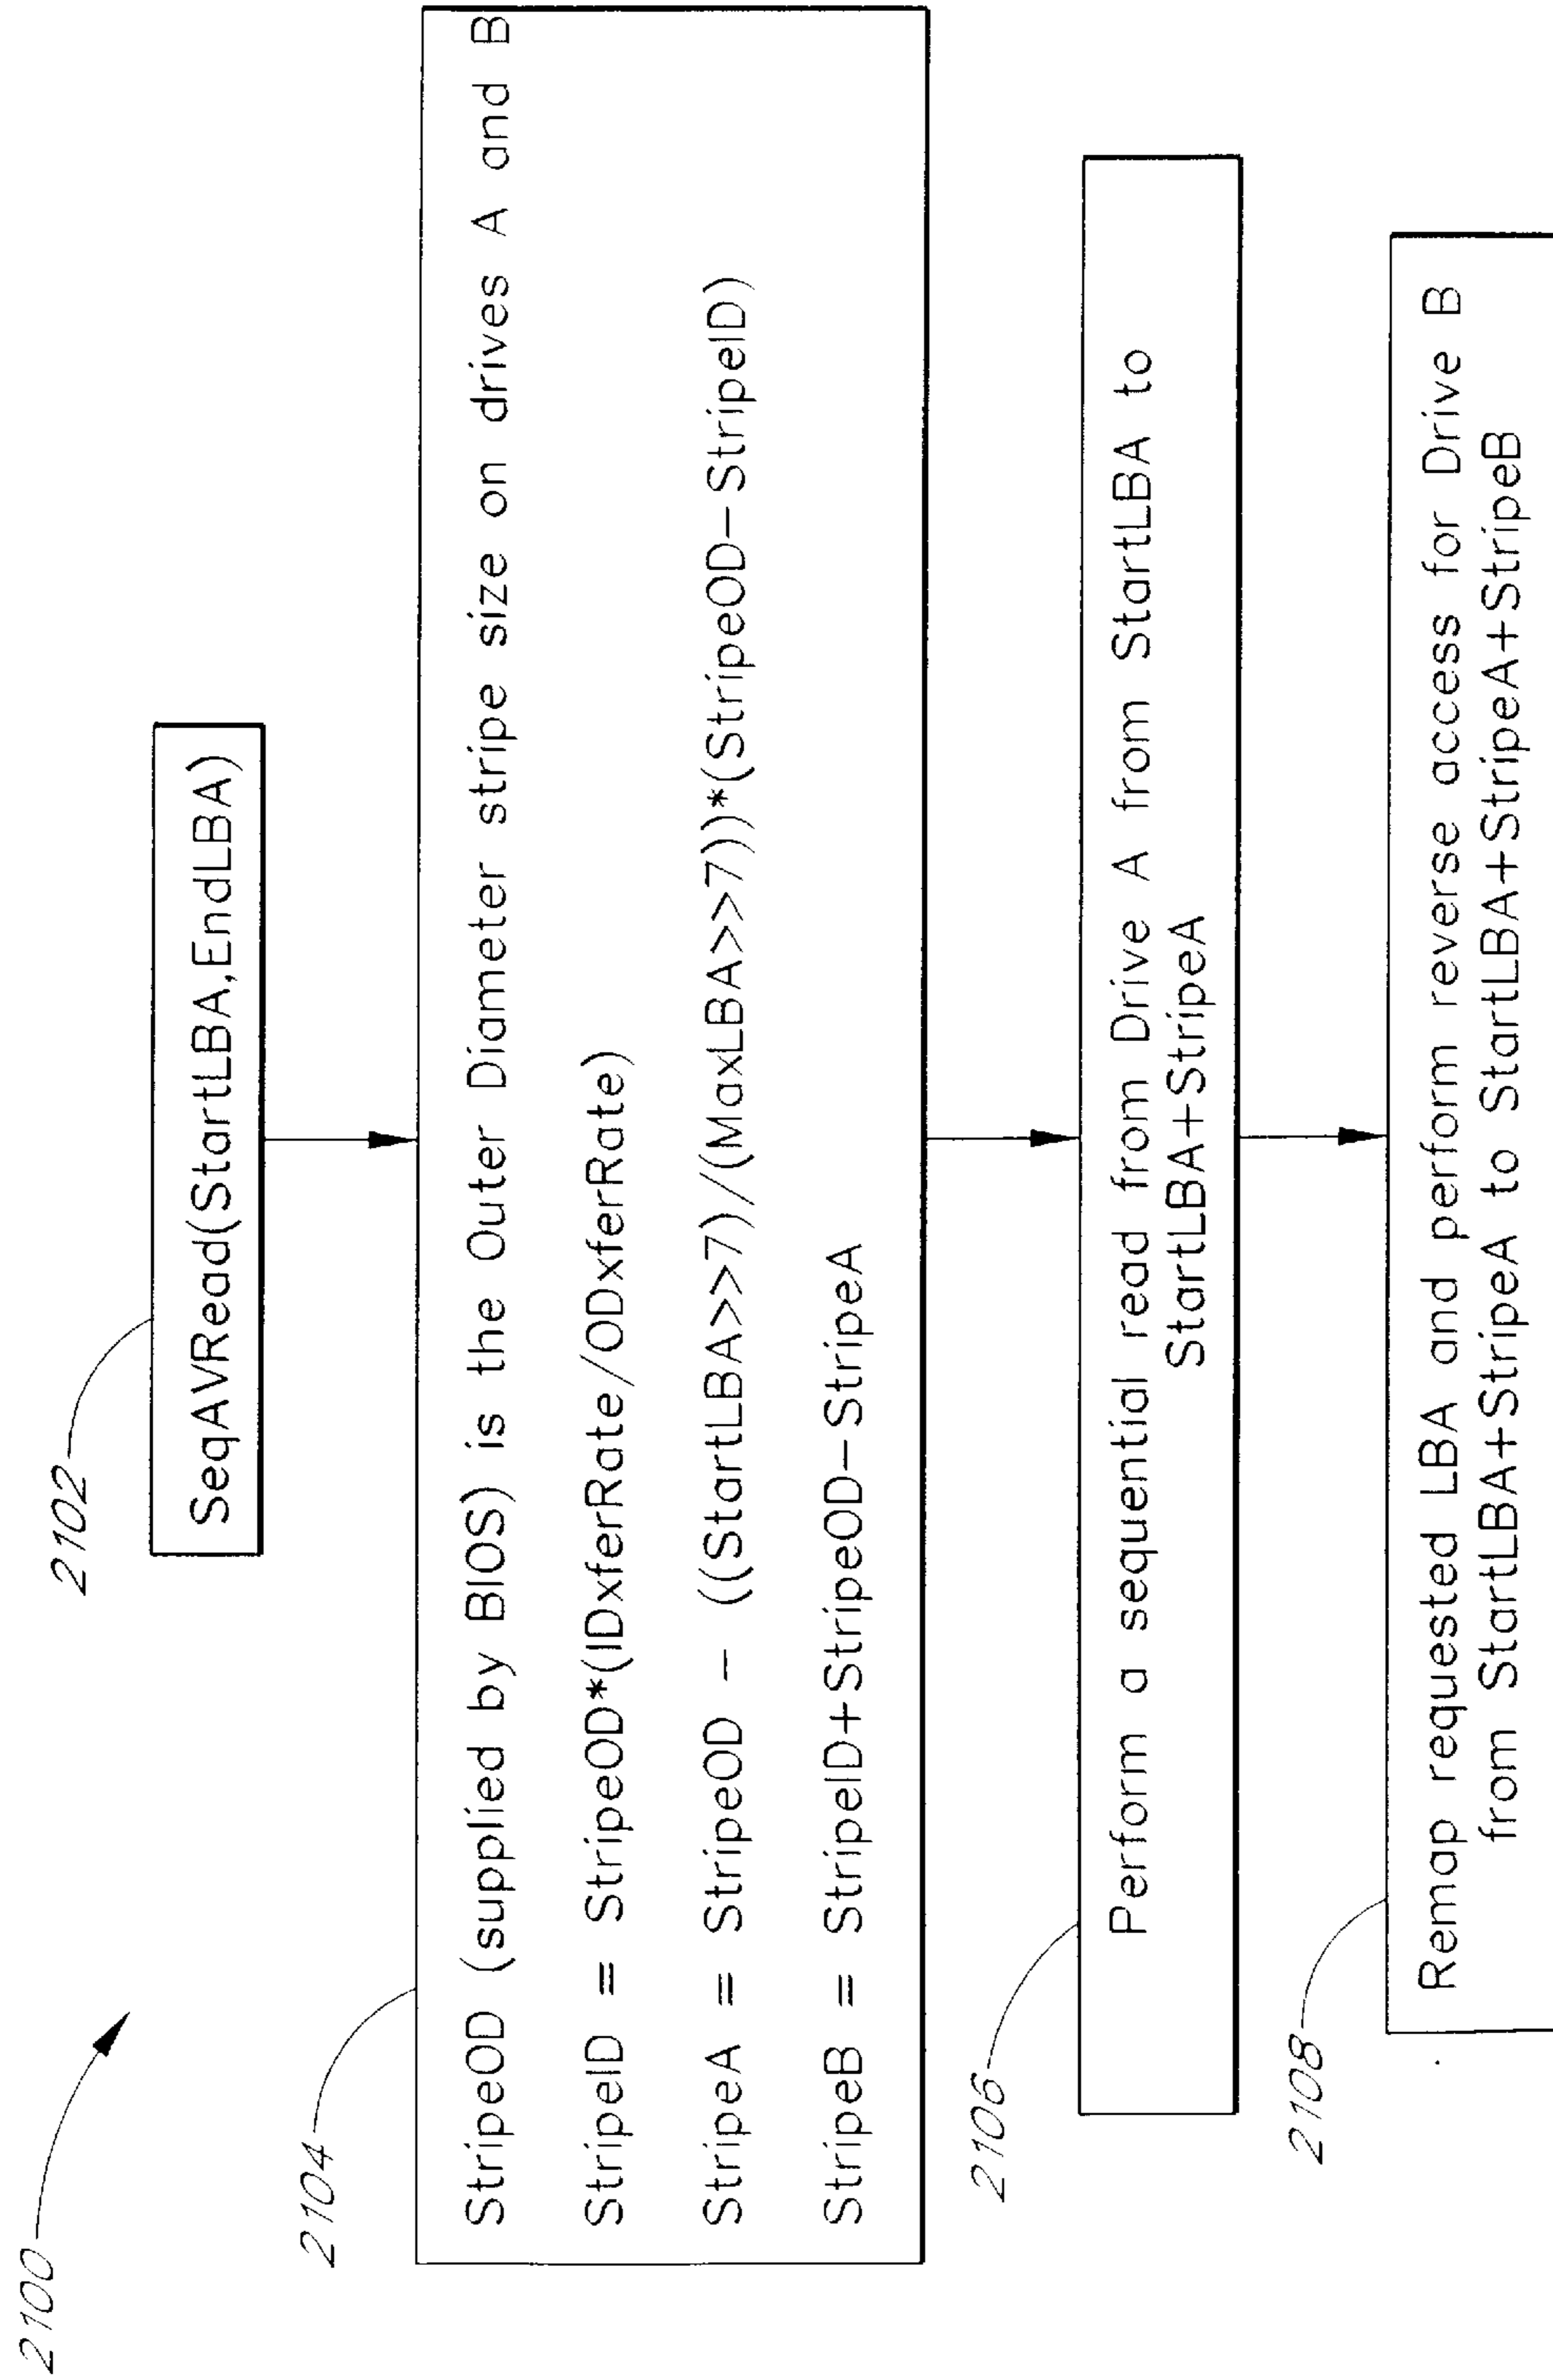 2100
2102
SeqAVRead(StartLBA,EndLBA)
2104
StripeOD (supplied by BIOS) is the Outer Diameter stripe size on drives A and B
StripeID = StripeOD*(IDxferRate/ODxferRate)
StripeA = StripeOD - ((StartLBA>>7)/(MaxLBA>>7))*(StripeOD-StripeID)
StripeB = StripeID+StripeOD-StripeA
2106
Perform a sequential read from Drive A from StartLBA to
StartLBA+StripeA
2108
Remap requested LBA and perform reverse access for Drive B
from StartLBA+StripeA to StartLBA+StripeA+StripeB